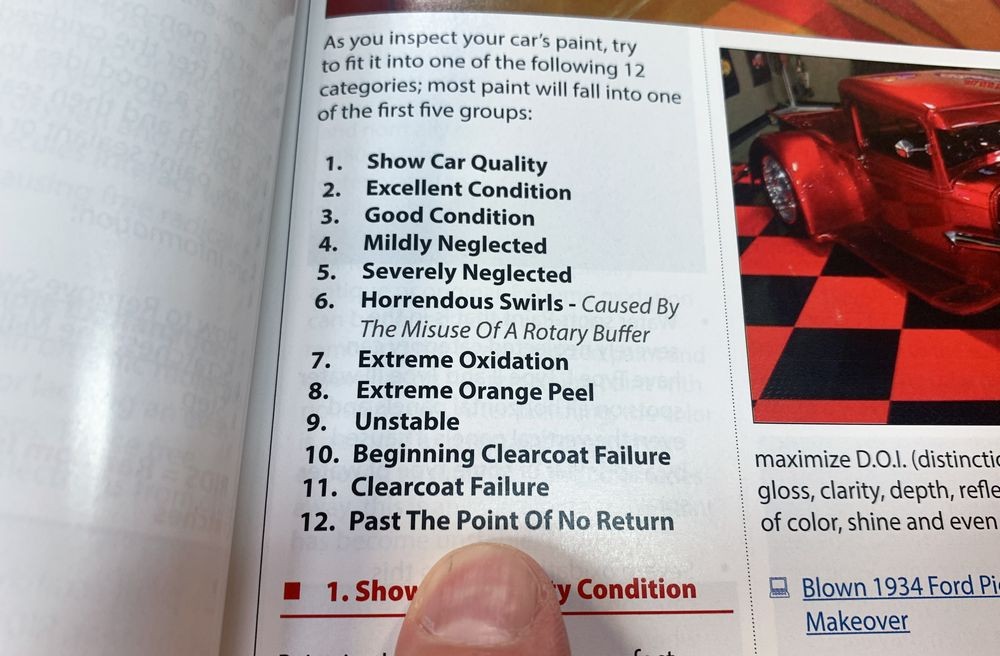 As you inspect your car's paint, try
to fit it into one of the following 12
categories; most paint will fall into one
of the first five groups:
1. Show Car Quality
2. Excellent Condition
3. Good Condition
4. Mildly Neglected
5. Severely Neglected
6. Horrendous Swirls - Caused By
The Misuse Of A Rotary Buffer
7. Extreme Oxidation
8. Extreme Orange Peel
9. Unstable
10. Beginning Clearcoat Failure
11. Clearcoat Failure
12. Past The Point Of No Return
1. Show Condition
maximize D.O.I.
gloss, clarity, depth,
of color, shine and even
Blown 1934 Ford
Makeover